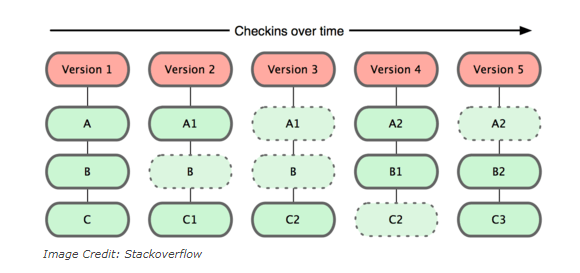 Checkins over time
Version 1 Version 2 Version 3 Version 4 Version 5
A A1 A1 A2 A2
B B B B1 B2
C C1 C2 C2 C3
Image Credit: Stackoverflow